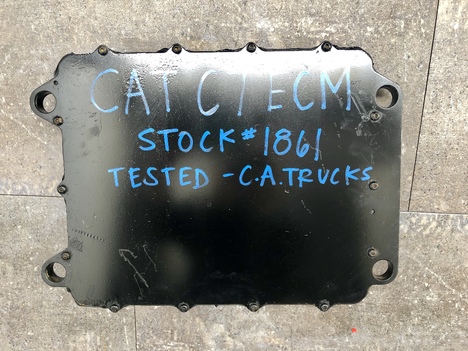 CAT C7 ECM
STOCK# 1861
TESTED - C.A.TRUCKS